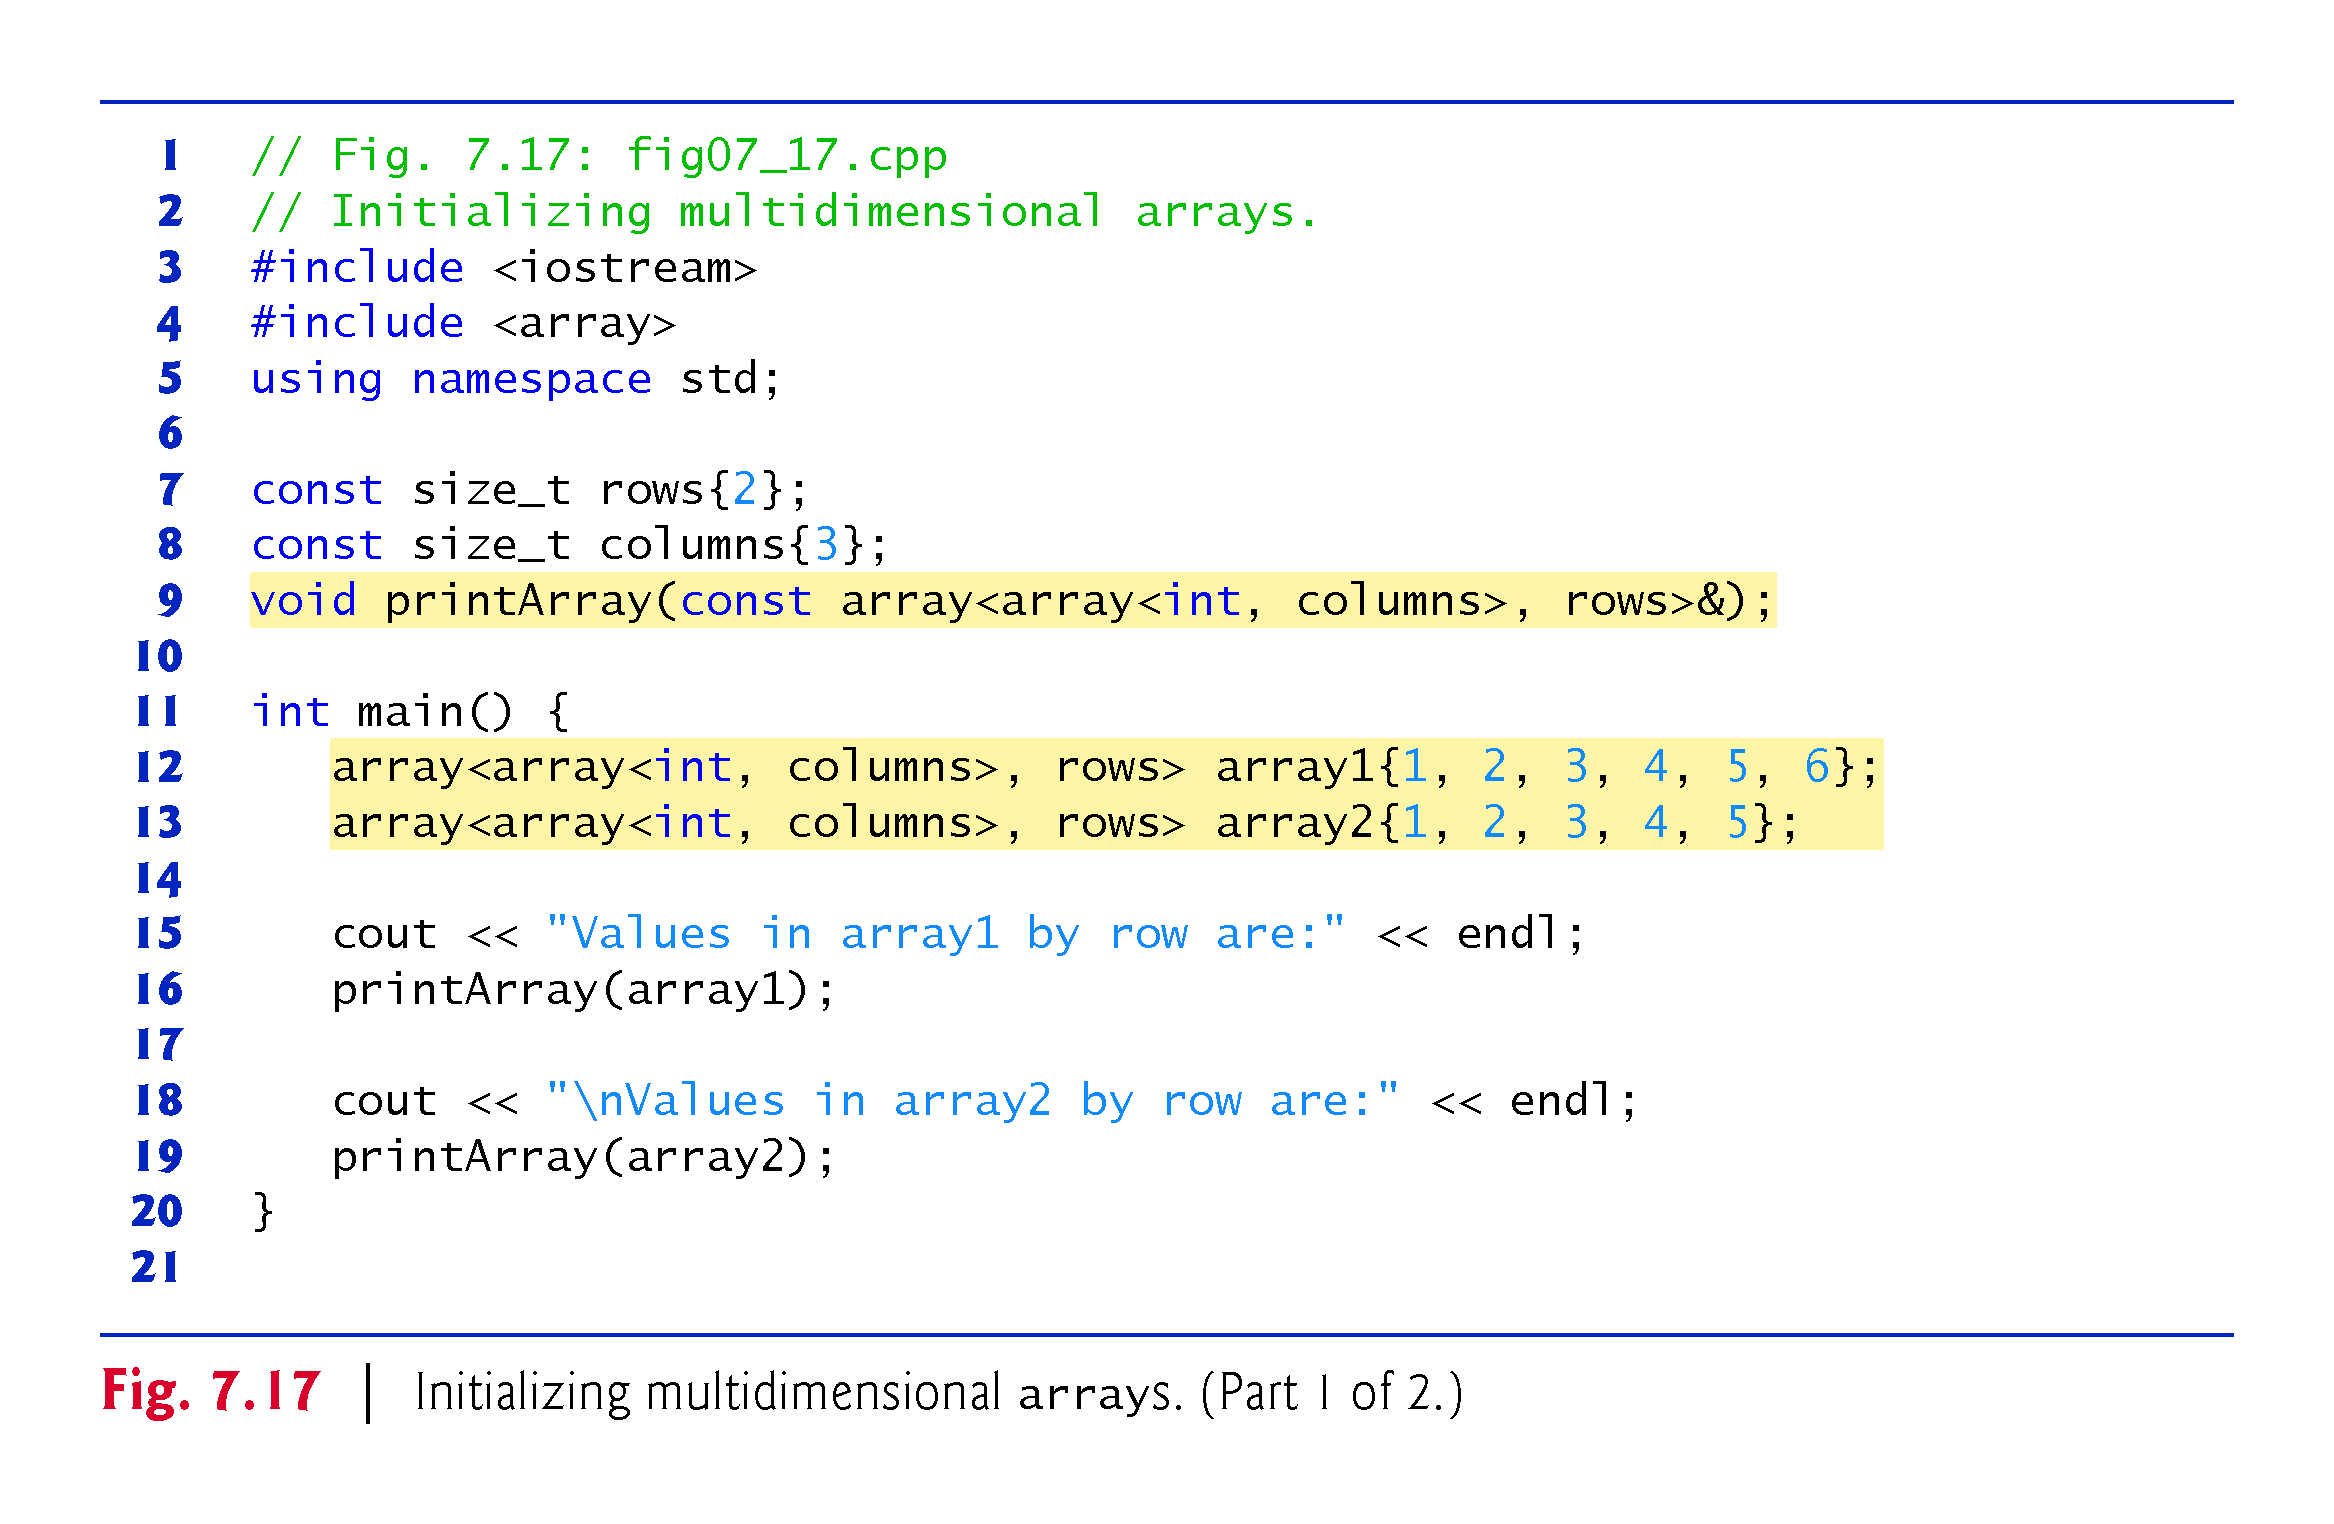 1 // Fig. 7.17: fig07_17.cpp
2 // Initializing multidimensional arrays.
3 #include <iostream>
4 #include <array>
5 using namespace std;
6
7 const size_t rows{2};
8 const size_t columns{3};
9 void printArray(const array<array<int, columns>, rows>&);
10
11 int main() {
12 array<array<int, columns>, rows> array1{1, 2, 3, 4, 5, 6};
13 array<array<int, columns>, rows> array2{1, 2, 3, 4, 5};
14
15 cout << "Values in array1 by row are:" << endl;
16 printArray(array1);
17
18 cout << "\nValues in array2 by row are:" << endl;
19 printArray(array2);
20 }
21
Fig. 7.17 | Initializing multidimensional arrays. (Part 1 of 2.)